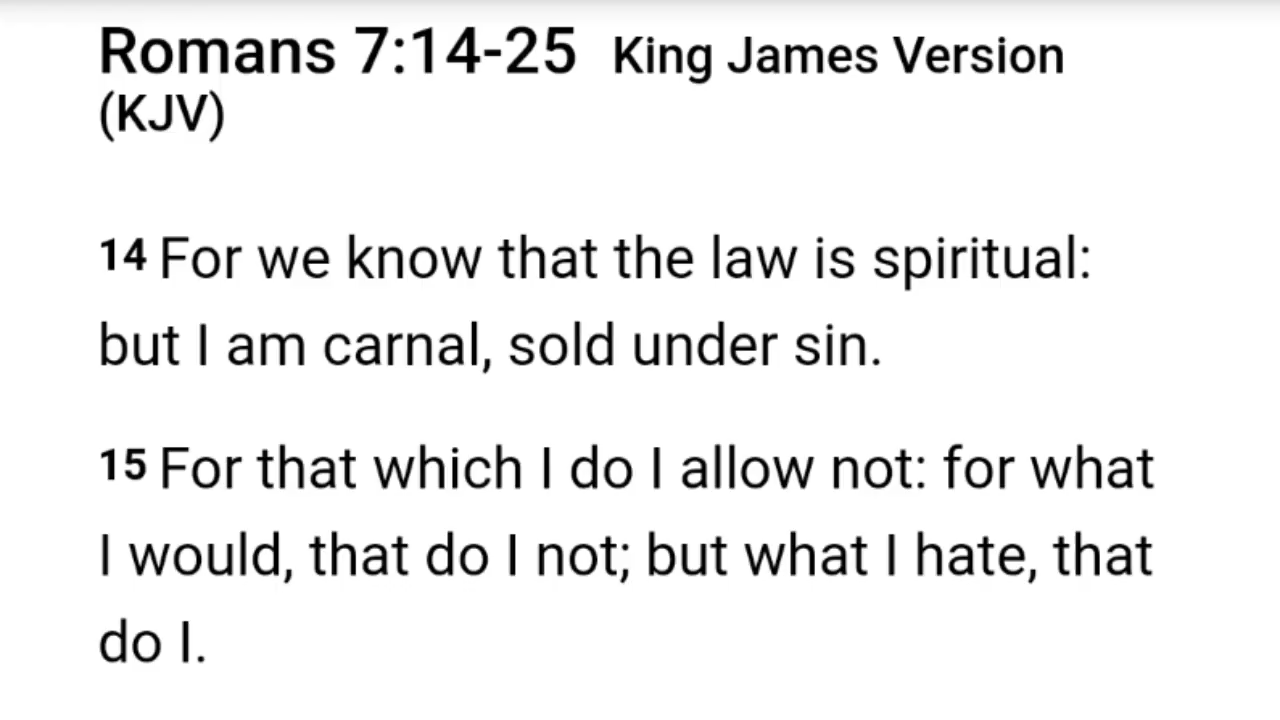 Romans 7:14-25 King James Version
(KJV)
14 For we know that the law is spiritual:
but I am carnal, sold under sin.
15 For that which I do I allow not: for what
I would, that do I not; but what I hate, that
do I.